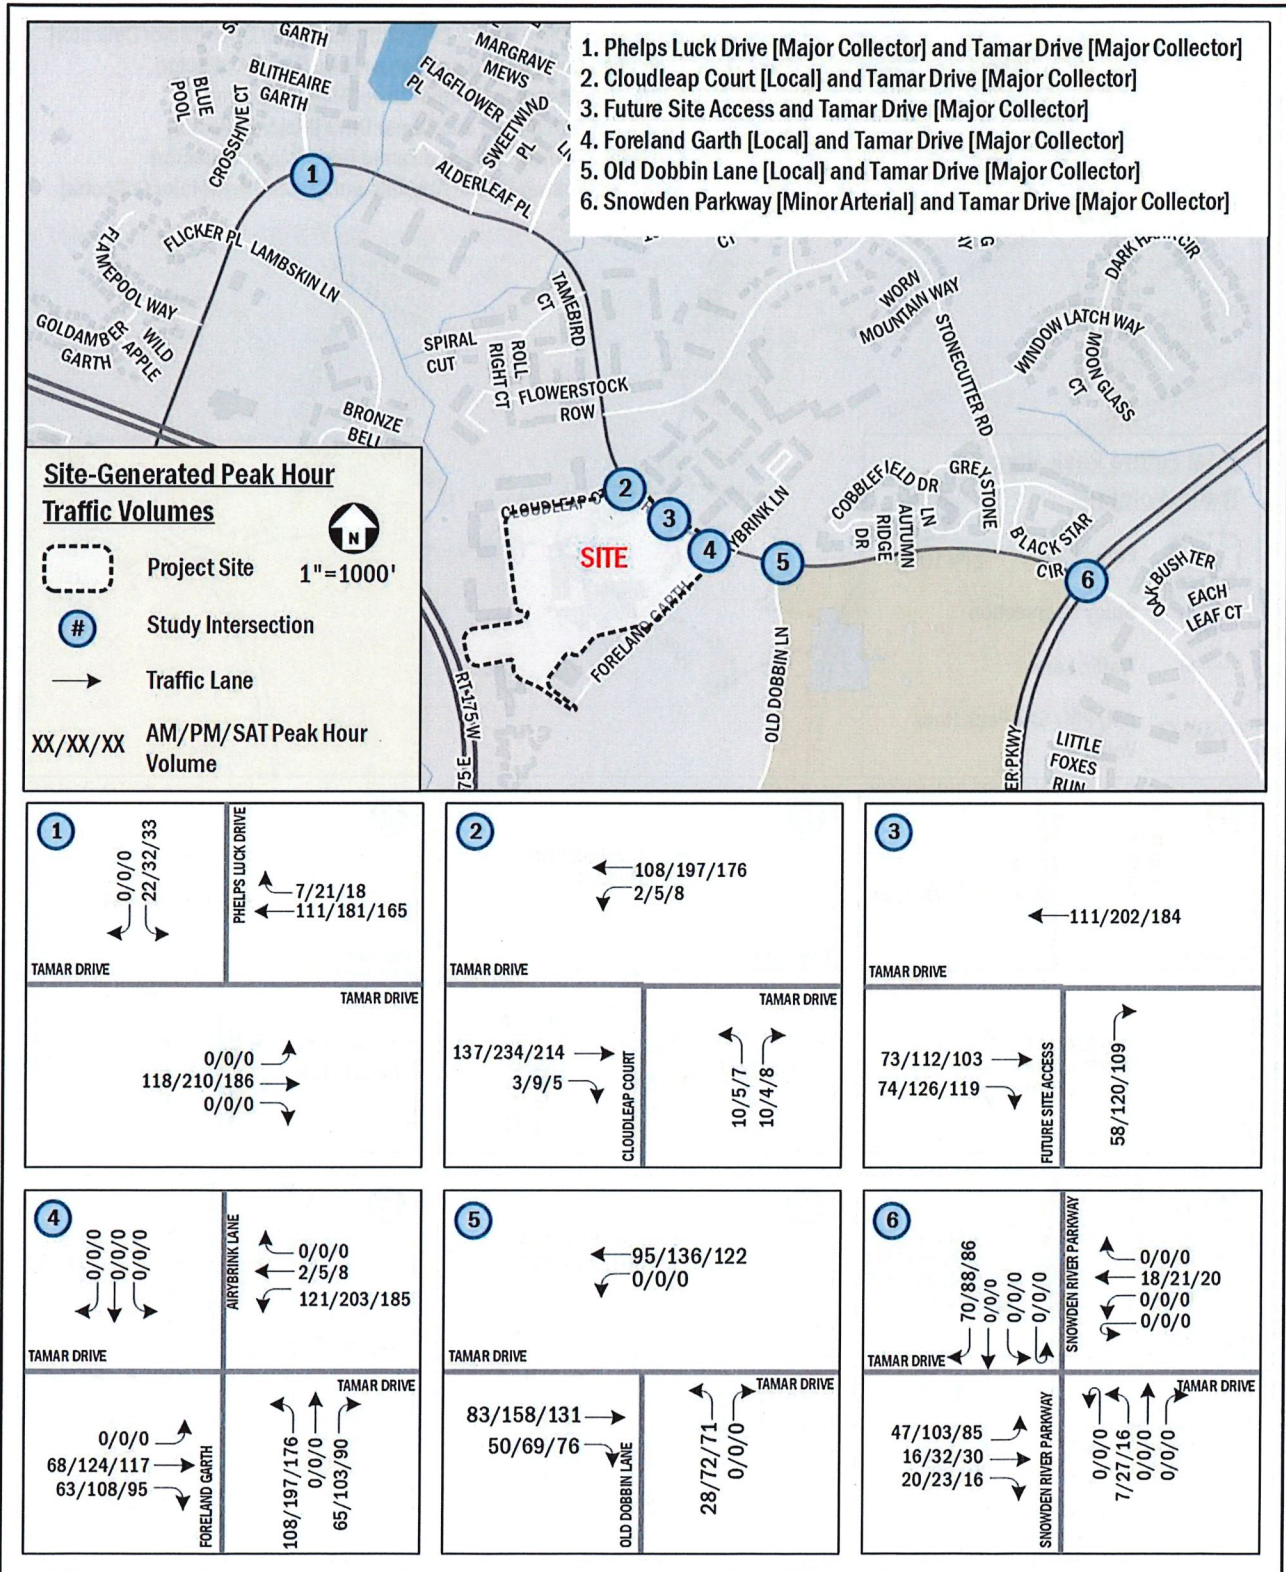 1. Phelps Luck Drive [Major Collector] and Tamar Drive [Major Collector]
2. Cloudleap Court [Local] and Tamar Drive [Major Collector]
3. Future Site Access and Tamar Drive [Major Collector]
4. Foreland Garth [Local] and Tamar Drive [Major Collector]
5. Old Dobbin Lane [Local] and Tamar Drive [Major Collector]
6. Snowden Parkway [Minor Arterial] and Tamar Drive [Major Collector]
GARTH
BLITHEAIRE
GARTH
BLUE
POOL
CROSSHIVE CT
MARGRAVE
MEWS
FLAGFLOWER
PL
SWEETWIND
PL
LN
ALDERLEAF PL
1
FLICKER PL
LAMBSKIN LN
FLAMEPOOL WAY
GOLDAMBER
GARTH
WILD
APPLE
TAMEBIRD
CT
SPIRAL
CUT
ROLL
RIGHT CT
FLOWERSTOCK
ROW
BRONZE
BELL
CT
WORN
MOUNTAIN WAY
STONECUTTER RD
WINDOW LATCH WAY
MOON GLASS
CT
CLOUDLEAP
2
3
4
5
6
SITE
FORELAND GARTH
YBRINK LN
OLD DOBBIN LN
COBBLEFIELD DR
GREYSTONE
LN
AUTUMN
RIDGE
DR
BLACK STAR
CIR
OAK BUSH TER
EACH
LEAF CT
LITTLE
FOXES
RUN
ER PKWY
RT 175 W
75 E
Site-Generated Peak Hour
Traffic Volumes
N
1"=1000'
Project Site
# Study Intersection
Traffic Lane
XX/XX/XX AM/PM/SAT Peak Hour
Volume
1
0/0/0
22/32/33
PHELPS LUCK DRIVE
7/21/18
111/181/165
TAMAR DRIVE
TAMAR DRIVE
0/0/0
118/210/186
0/0/0
2
108/197/176
2/5/8
TAMAR DRIVE
TAMAR DRIVE
137/234/214
3/9/5
CLOUDLEAP COURT
10/5/7
10/4/8
3
111/202/184
TAMAR DRIVE
73/112/103
74/126/119
FUTURE SITE ACCESS
58/120/109
4
0/0/0
0/0/0
0/0/0
AIRYBRINK LANE
0/0/0
2/5/8
121/203/185
TAMAR DRIVE
TAMAR DRIVE
0/0/0
68/124/117
63/108/95
FORELAND GARTH
108/197/176
0/0/0
65/103/90
5
95/136/122
0/0/0
TAMAR DRIVE
TAMAR DRIVE
83/158/131
50/69/76
OLD DOBBIN LANE
28/72/71
0/0/0
6
70/88/86
0/0/0
0/0/0
0/0/0
SNOWDEN RIVER PARKWAY
0/0/0
18/21/20
0/0/0
0/0/0
TAMAR DRIVE
TAMAR DRIVE
47/103/85
16/32/30
20/23/16
SNOWDEN RIVER PARKWAY
0/0/0
7/27/16
0/0/0
0/0/0